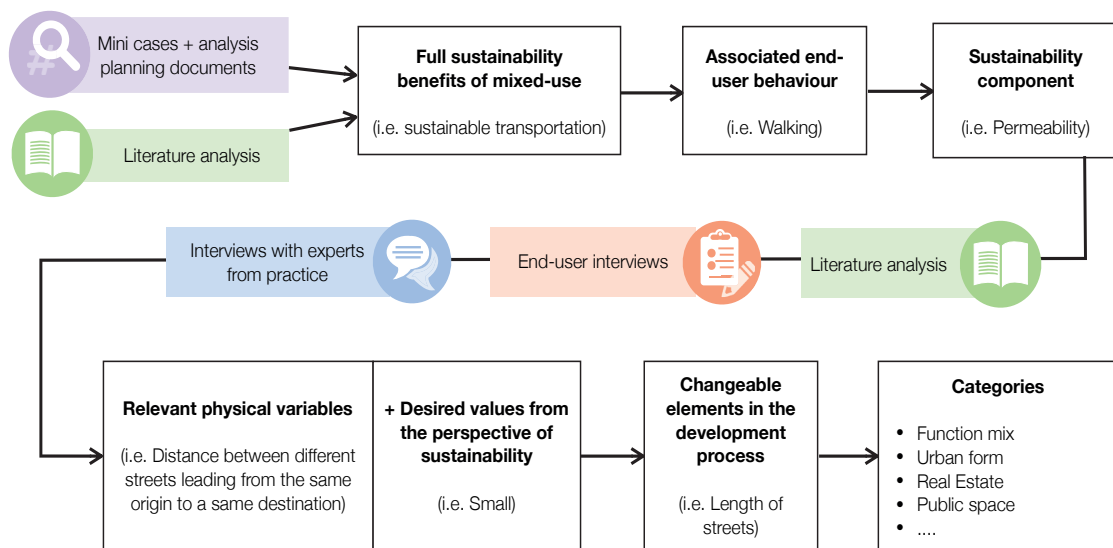 Mini cases + analysis
planning documents
Literature analysis
Full sustainability
benefits of mixed-use
(i.e. sustainable transportation)
Associated end-
user behaviour
(i.e. Walking)
Sustainability
component
(i.e. Permeability)
Interviews with experts
from practice
End-user interviews
Literature analysis
Relevant physical variables
(i.e. Distance between different
streets leading from the same
origin to a same destination)
+ Desired values from
the perspective of
sustainability
(i.e. Small)
Changeable
elements in the
development
process
(i.e. Length of
streets)
Categories
• Function mix
• Urban form
• Real Estate
• Public space
• ....